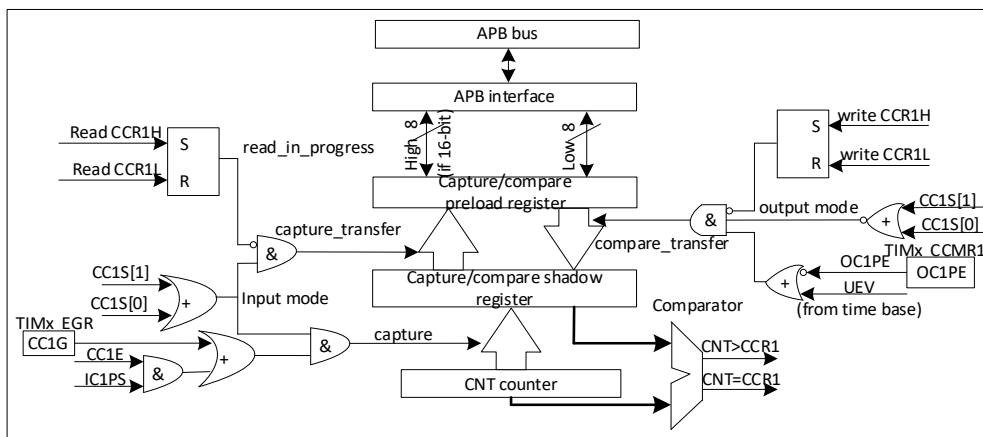 APB bus
APB interface
High 8
(if 16-bit)
Low 8
Read CCR1H
Read CCR1L
S
R
read_in_progress
write CCR1H
write CCR1L
S
R
Capture/compare
preload register
capture_transfer
&
compare_transfer
&
output mode
+
CC1S[1]
CC1S[0]
TIMx_CCMR1
OC1PE
OC1PE
UEV
(from time base)
+
CC1S[1]
CC1S[0]
+
Input mode
Capture/compare shadow
register
Comparator
TIMx_EGR
CC1G
CC1E
IC1PS
&
+
&
capture
CNT counter
CNT>CCR1
CNT=CCR1